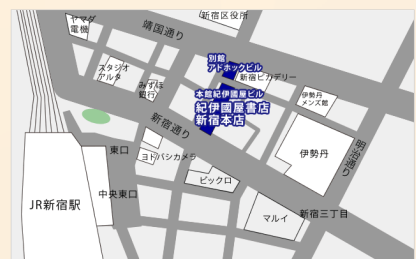 ヤマダ
電機
新宿区役所
靖国通り
別館
アドホックビル
スタジオ
アルタ
新宿ピカデリー
みずほ
銀行
本館紀伊國屋ビル
伊勢丹
メンズ館
紀伊國屋書店
新宿本店
新宿通り
明治通り
東口
ヨドバシカメラ
伊勢丹
ビックロ
中央東口
JR新宿駅
マルイ
新宿三丁目